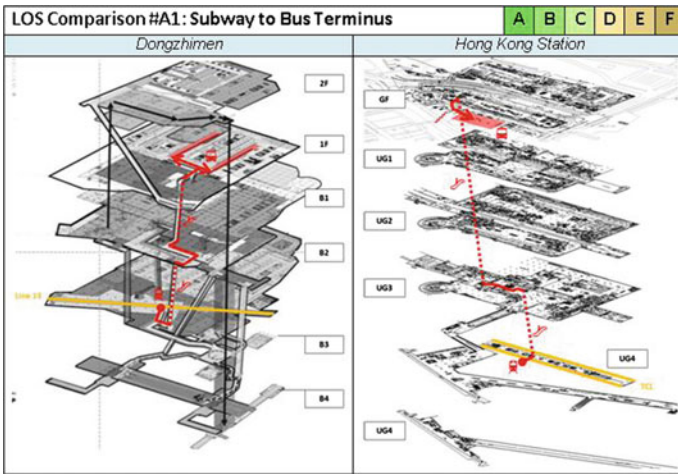 LOS Comparison #A1: Subway to Bus Terminus
A B C D E F
Dongzhimen
Hong Kong Station
2F
1F
B1
B2
Line 13
B3
B4
GF
UG1
UG2
UG3
UG4
TCL
UG4